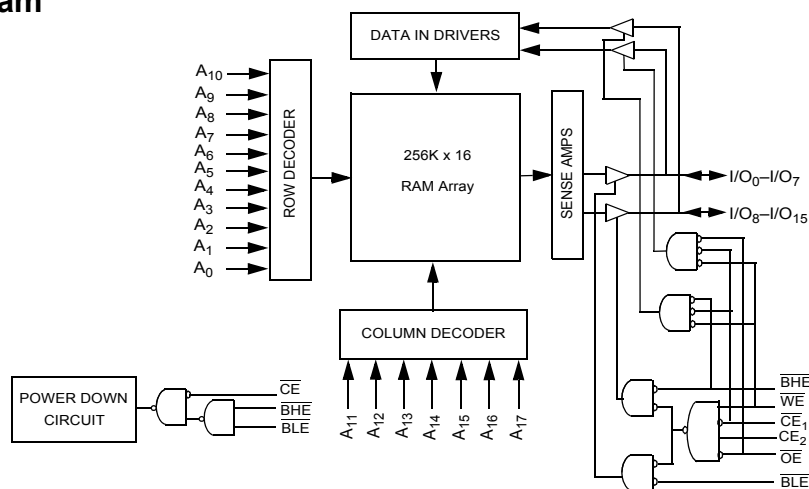 am
DATA IN DRIVERS
A10
A9
A8
A7
A6
A5
A4
A3
A2
A1
A0
ROW DECODER
256K x 16
RAM Array
SENSE AMPS
I/O0–I/O7
I/O8–I/O15
COLUMN DECODER
A11
A12
A13
A14
A15
A16
A17
POWER DOWN
CIRCUIT
CE
BHE
BLE
BHE
WE
CE1
CE2
OE
BLE